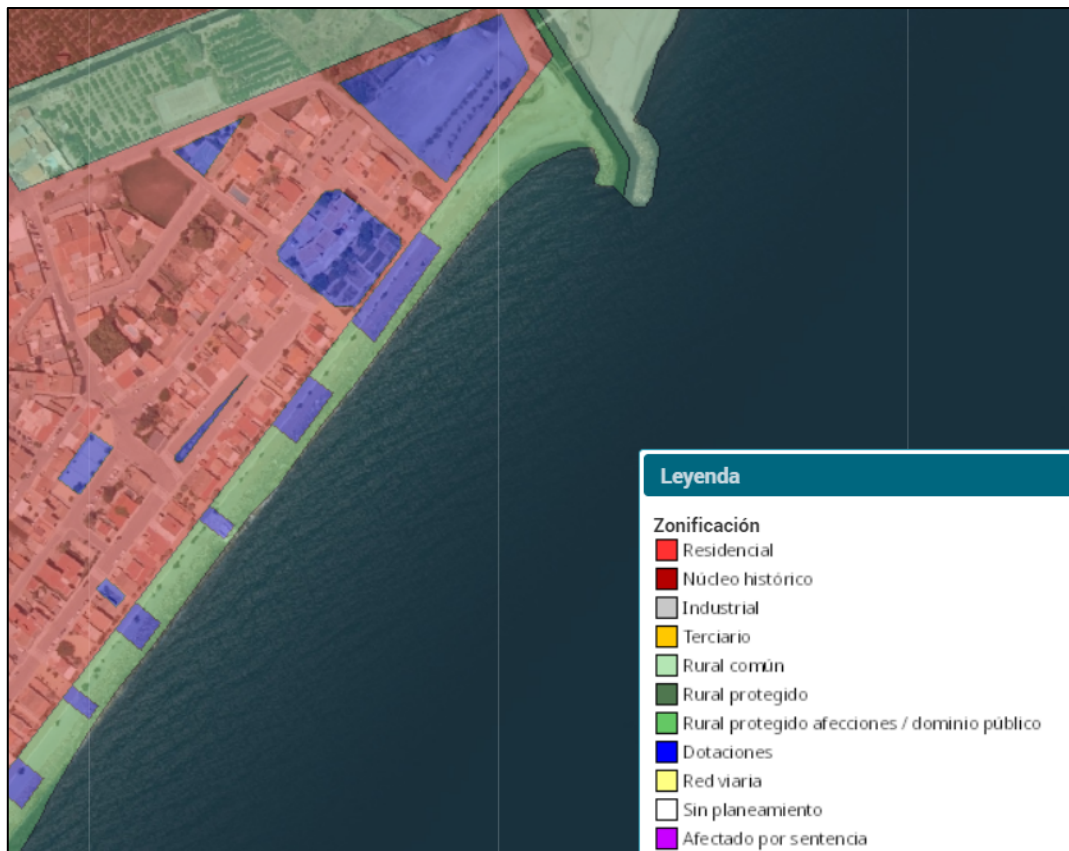 Leyenda
Zonificación
Residencial
Núcleo histórico
Industrial
Terciario
Rural común
Rural protegido
Rural protegido afecciones / dominio público
Dotaciones
Red viaria
Sin planeamiento
Afectado por sentencia